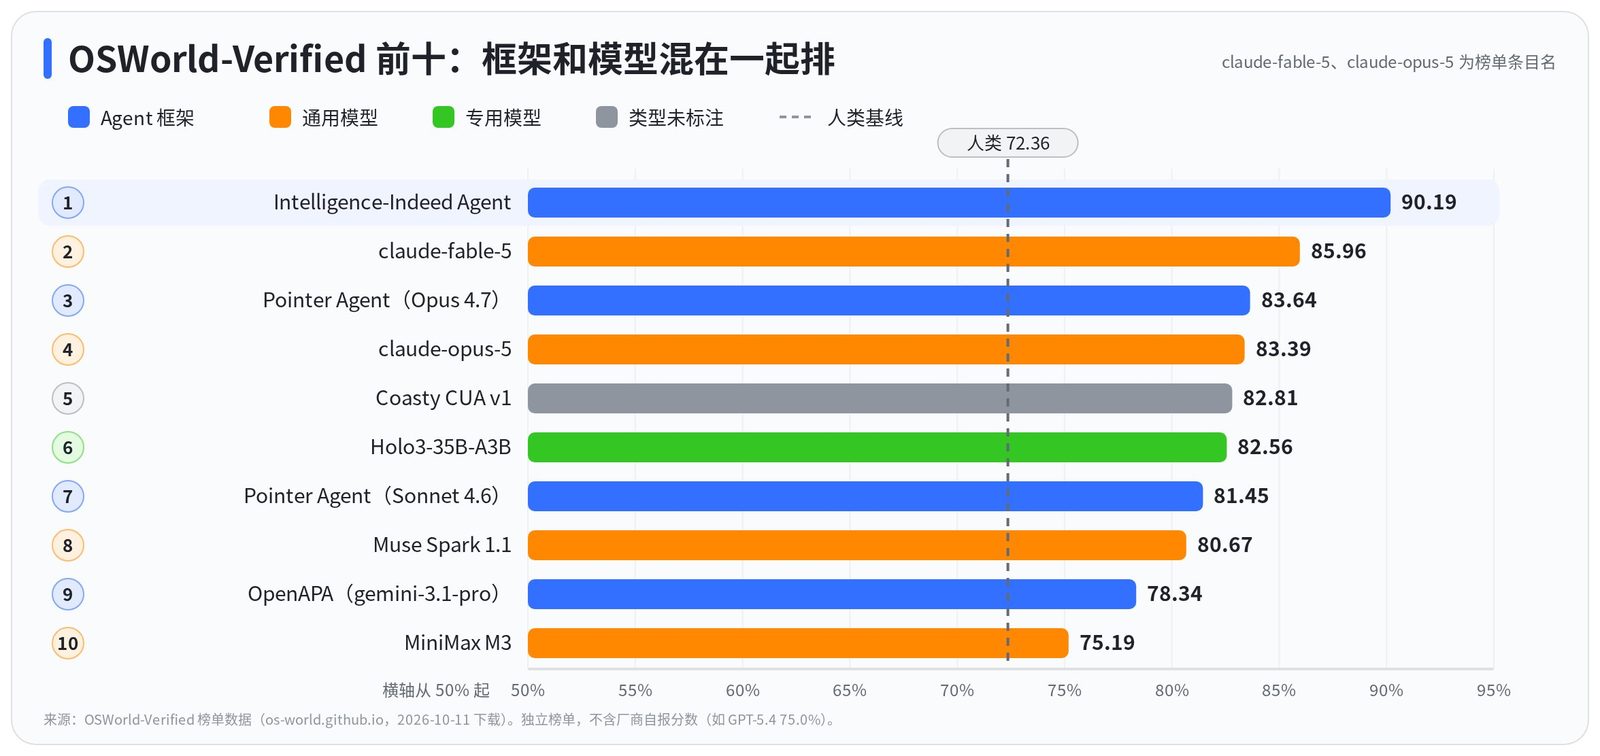 OSWorld-Verified 前十：框架和模型混在一起排
claude-fable-5、claude-opus-5 为榜单条目名
Agent 框架 通用模型 专用模型 类型未标注 人类基线
人类 72.36
1 Intelligence-Indeed Agent 90.19
2 claude-fable-5 85.96
3 Pointer Agent（Opus 4.7） 83.64
4 claude-opus-5 83.39
5 Coasty CUA v1 82.81
6 Holo3-35B-A3B 82.56
7 Pointer Agent（Sonnet 4.6） 81.45
8 Muse Spark 1.1 80.67
9 OpenAPA（gemini-3.1-pro） 78.34
10 MiniMax M3 75.19
横轴从 50% 起 50% 55% 60% 65% 70% 75% 80% 85% 90% 95%
来源：OSWorld-Verified 榜单数据（os-world.github.io，2026-10-11 下载）。独立榜单，不含厂商自报分数（如 GPT-5.4 75.0%）。